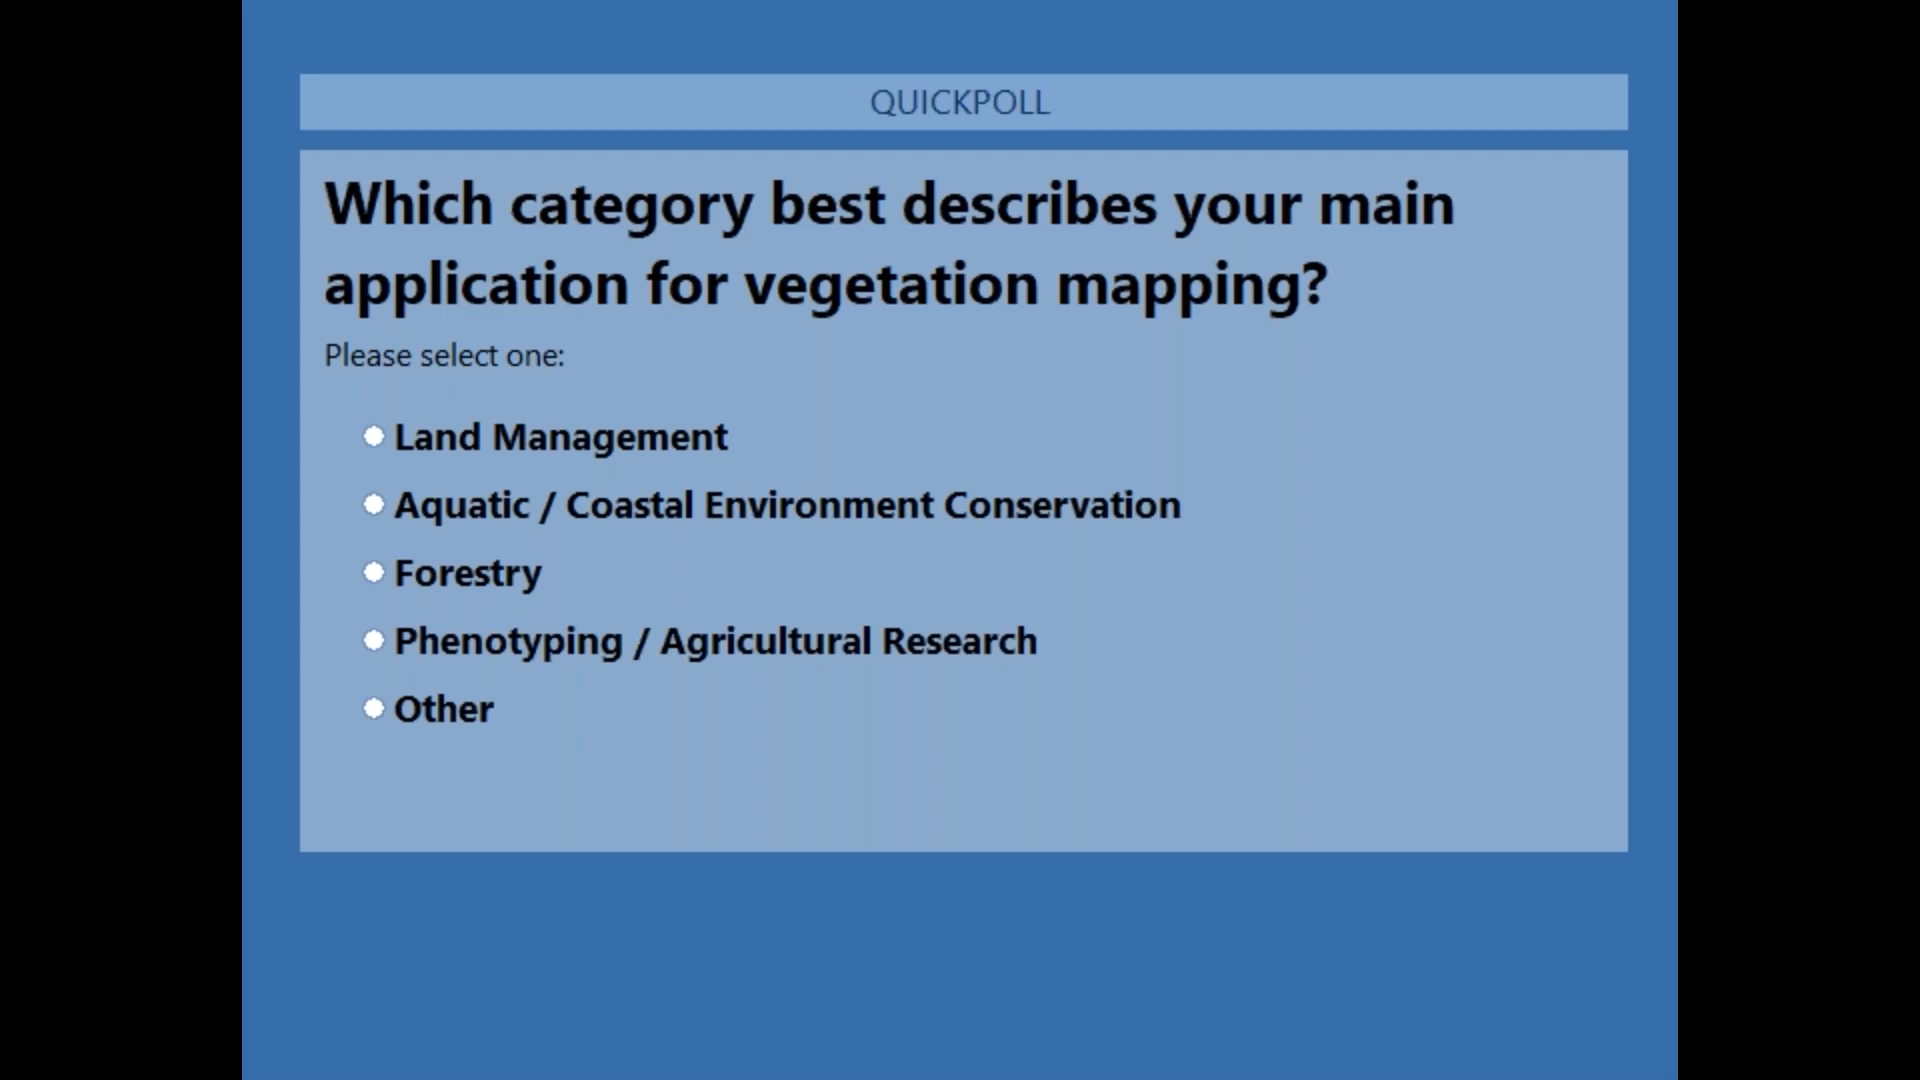 QUICKPOLL
Which category best describes your main
application for vegetation mapping?
Please select one:
Land Management
Aquatic / Coastal Environment Conservation
Forestry
Phenotyping / Agricultural Research
Other